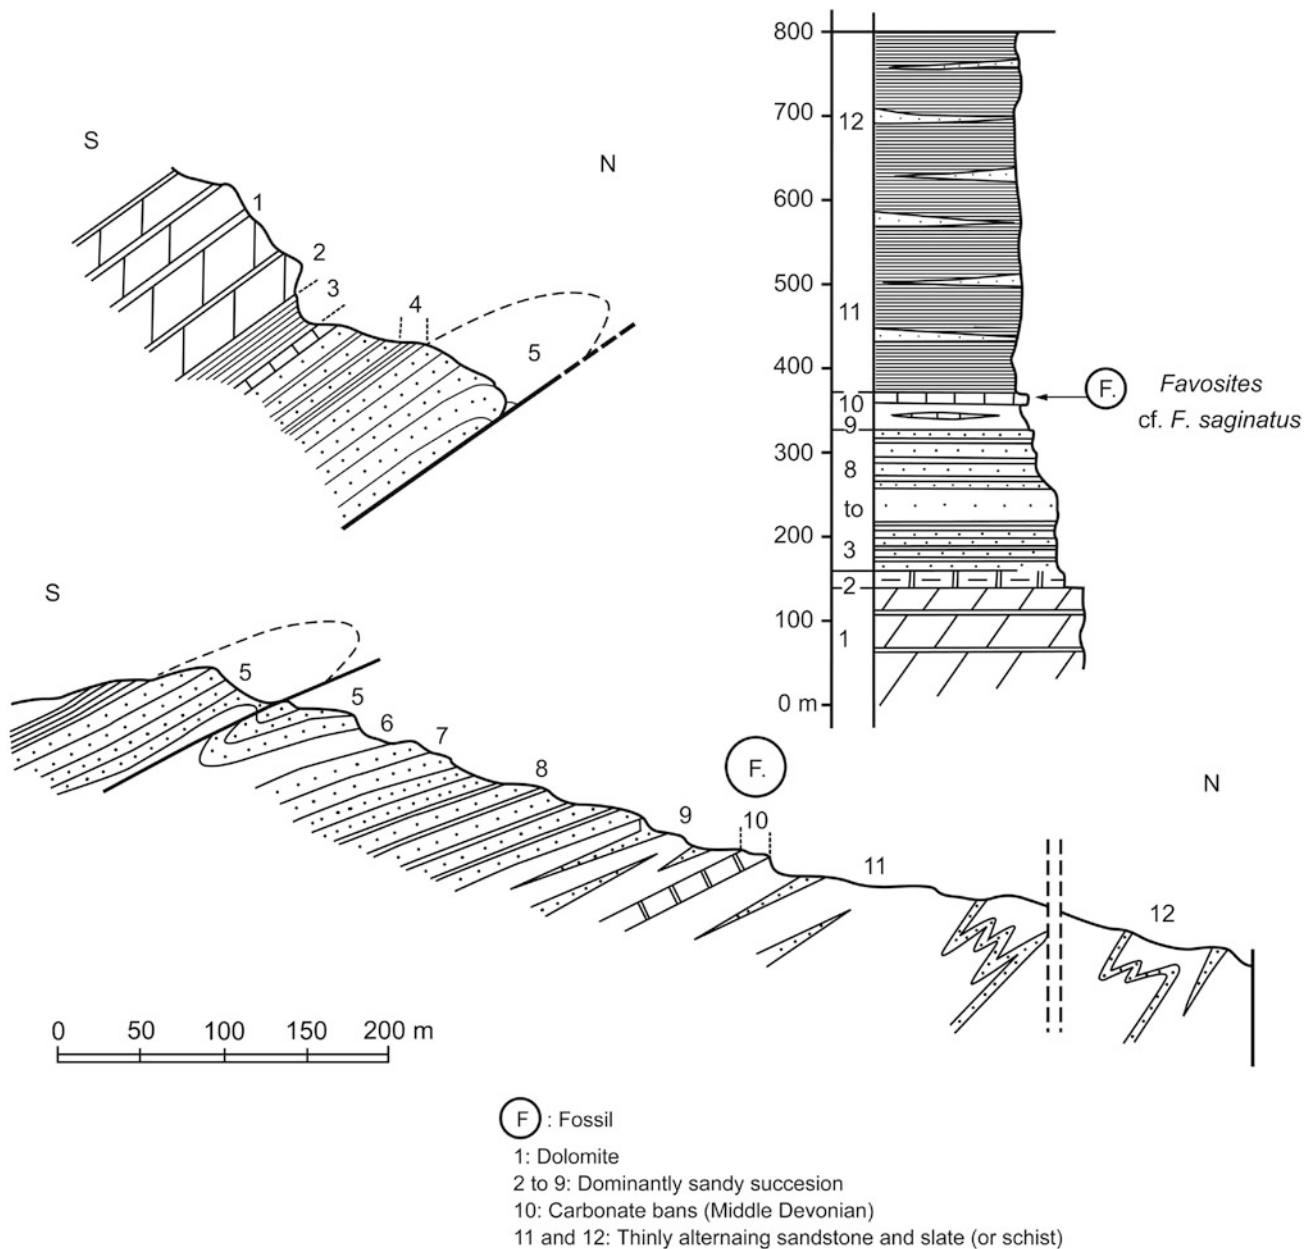 S
N
1
2
3
4
5
800
700
600
500
400
300
200
100
0 m
12
11
10
9
8
to
3
2
1
F.
Favosites
cf. F. saginatus
S
N
5
5
6
7
8
9
F.
10
11
12
0 50 100 150 200 m
F : Fossil
1: Dolomite
2 to 9: Dominantly sandy succesion
10: Carbonate bans (Middle Devonian)
11 and 12: Thinly alternaing sandstone and slate (or schist)